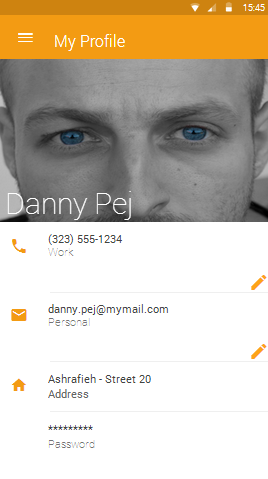 15:45
My Profile
Danny Pej
(323) 555-1234
Work
danny.pej@mymail.com
Personal
Ashrafieh - Street 20
Address
*********
Password